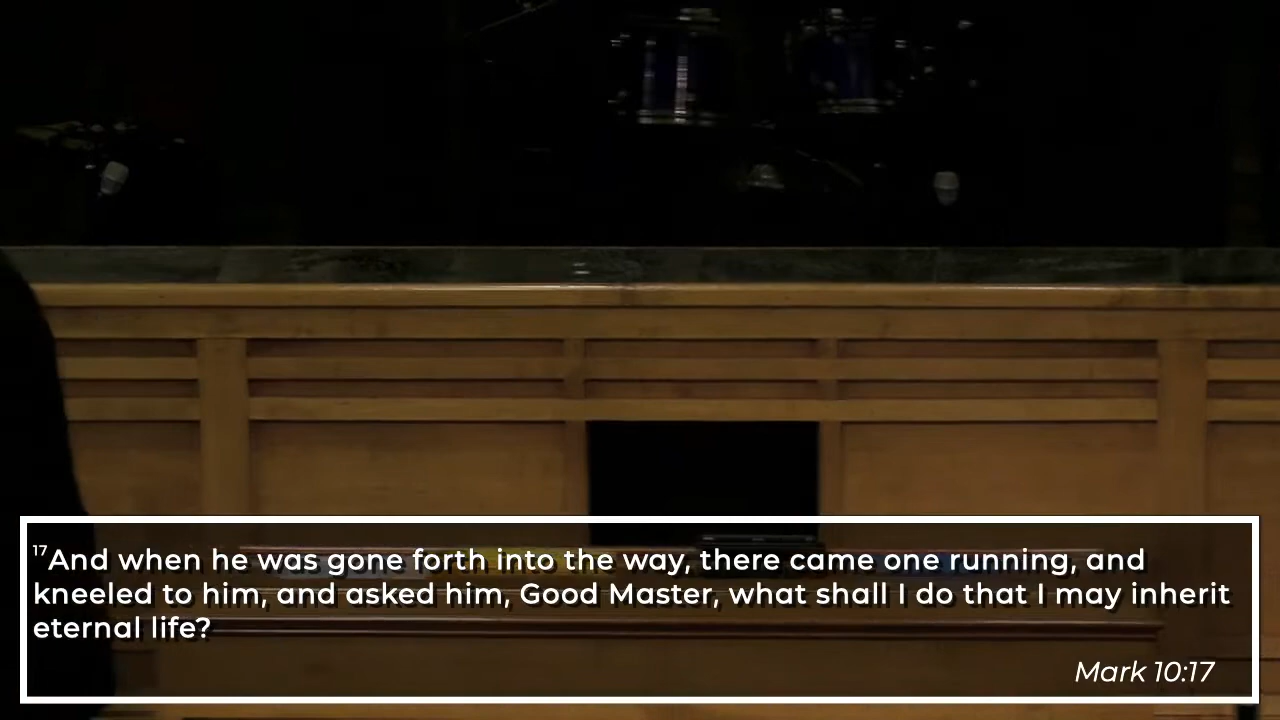 17And when he was gone forth into the way, there came one running, and
kneeled to him, and asked him, Good Master, what shall I do that I may inherit
eternal life?
Mark 10:17